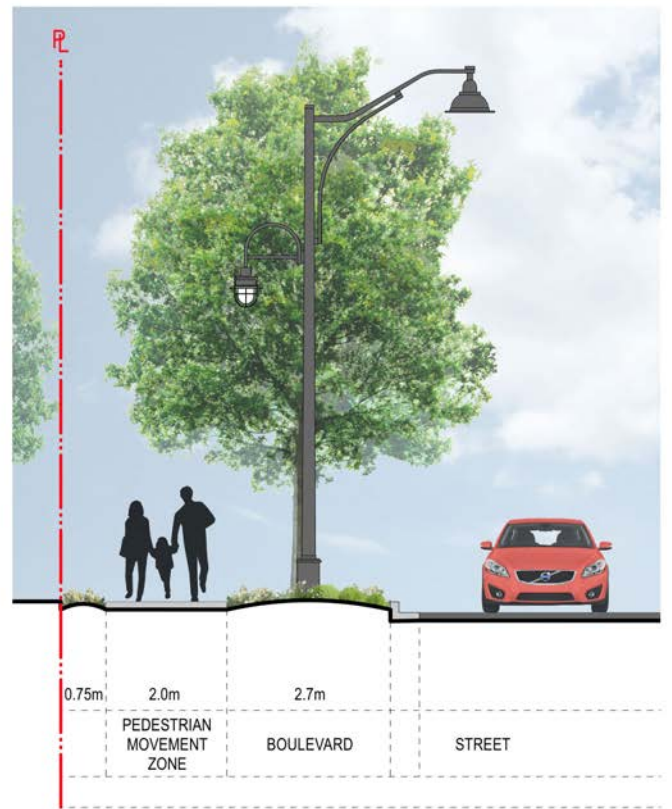 PL
0.75m 2.0m 2.7m
PEDESTRIAN
MOVEMENT
ZONE
BOULEVARD
STREET